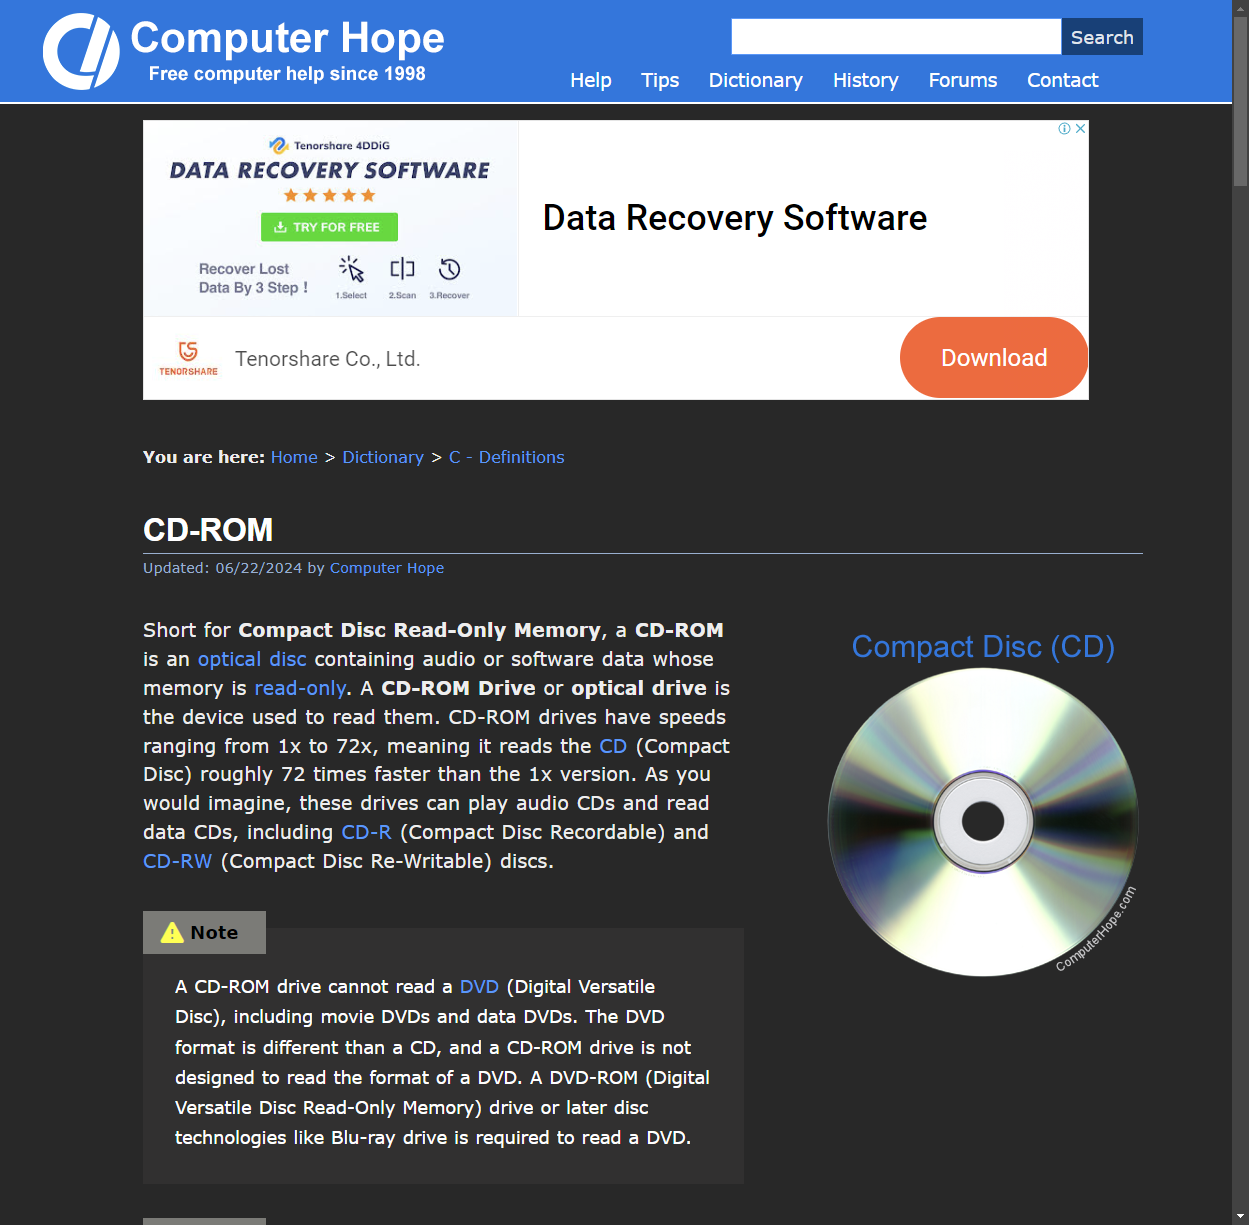 Computer Hope
Free computer help since 1998
Search
Help Tips Dictionary History Forums Contact
Tenorshare 4DDiG
DATA RECOVERY SOFTWARE
TRY FOR FREE
Recover Lost
Data By 3 Step !
1.Select 2.Scan 3.Recover
Data Recovery Software
TENORSHARE
Tenorshare Co., Ltd.
Download
You are here: Home > Dictionary > C - Definitions
CD-ROM
Updated: 06/22/2024 by Computer Hope
Short for Compact Disc Read-Only Memory, a CD-ROM
is an optical disc containing audio or software data whose
memory is read-only. A CD-ROM Drive or optical drive is
the device used to read them. CD-ROM drives have speeds
ranging from 1x to 72x, meaning it reads the CD (Compact
Disc) roughly 72 times faster than the 1x version. As you
would imagine, these drives can play audio CDs and read
data CDs, including CD-R (Compact Disc Recordable) and
CD-RW (Compact Disc Re-Writable) discs.
Compact Disc (CD)
ComputerHope.com
Note
A CD-ROM drive cannot read a DVD (Digital Versatile
Disc), including movie DVDs and data DVDs. The DVD
format is different than a CD, and a CD-ROM drive is not
designed to read the format of a DVD. A DVD-ROM (Digital
Versatile Disc Read-Only Memory) drive or later disc
technologies like Blu-ray drive is required to read a DVD.